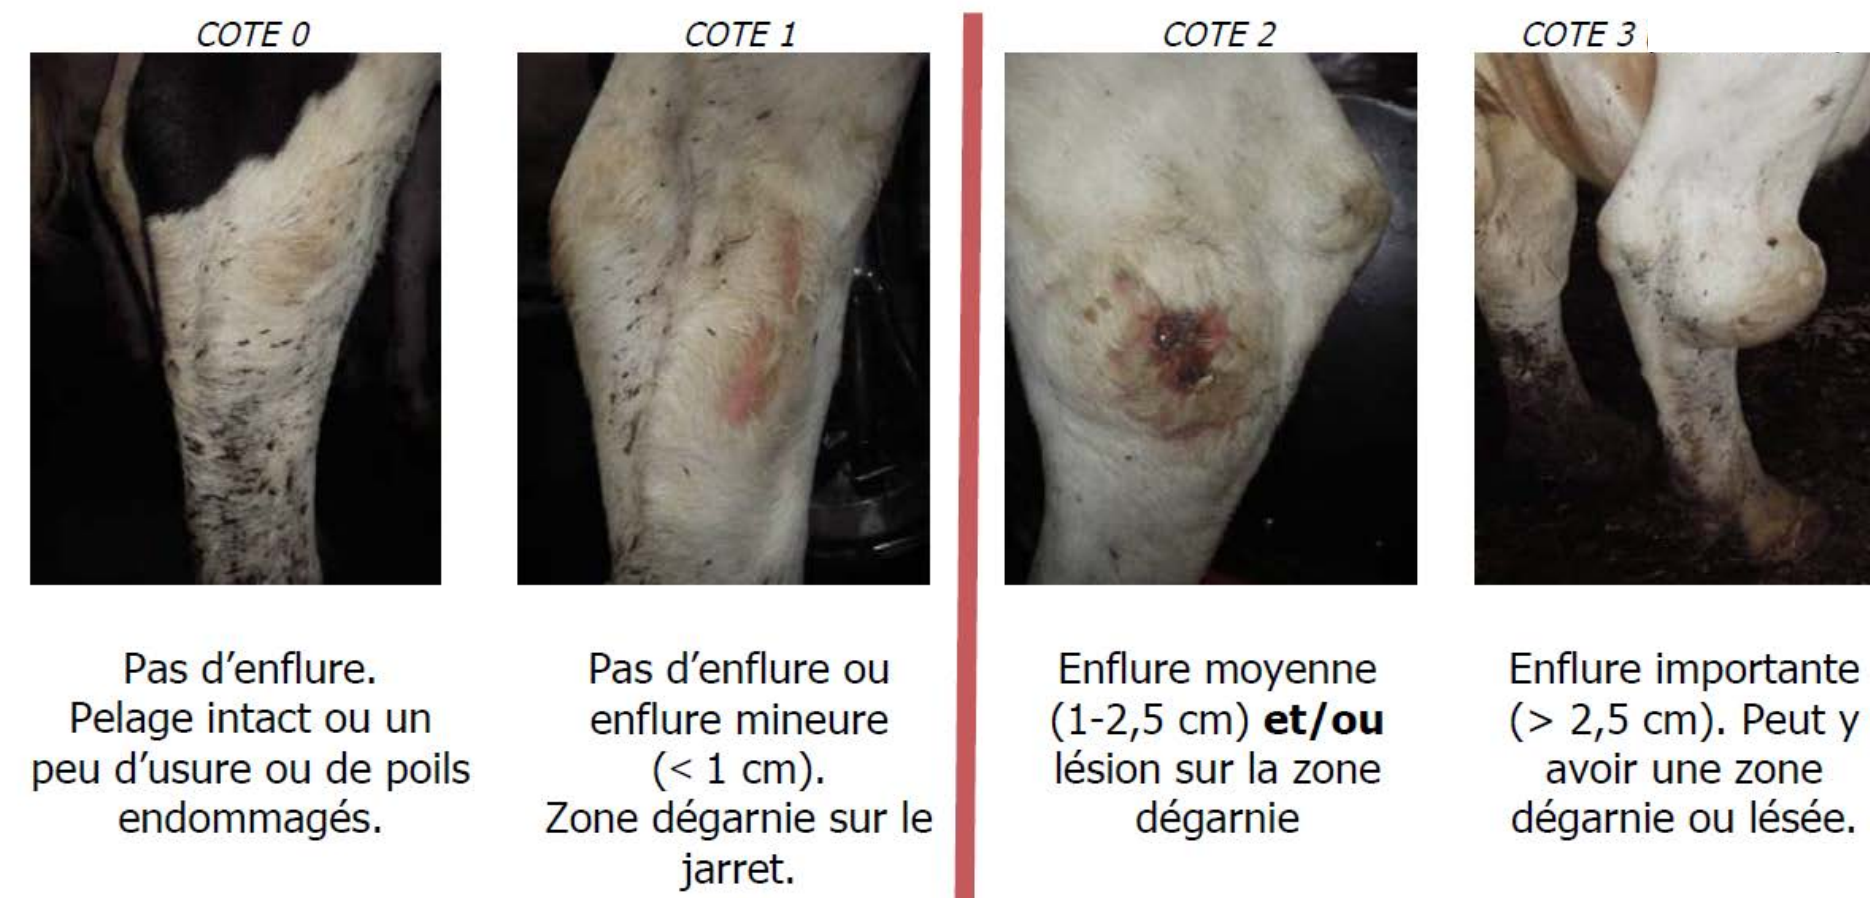 COTE 0
Pas d’enflure.
Pelage intact ou un
peu d’usure ou de poils
endommagés.
COTE 1
Pas d’enflure ou
enflure mineure
(< 1 cm).
Zone dégarnie sur le
jarret.
COTE 2
Enflure moyenne
(1-2,5 cm) et/ou
lésion sur la zone
dégarnie
COTE 3
Enflure importante
(> 2,5 cm). Peut y
avoir une zone
dégarnie ou lésée.